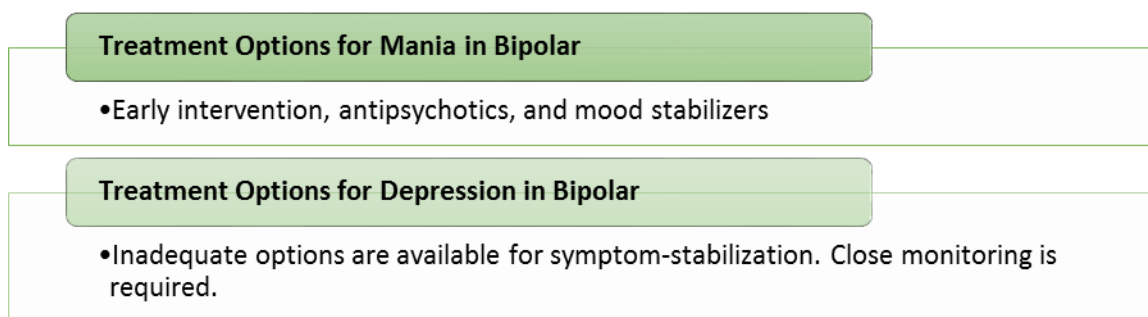 Treatment Options for Mania in Bipolar
•Early intervention, antipsychotics, and mood stabilizers
Treatment Options for Depression in Bipolar
•Inadequate options are available for symptom-stabilization. Close monitoring is
required.